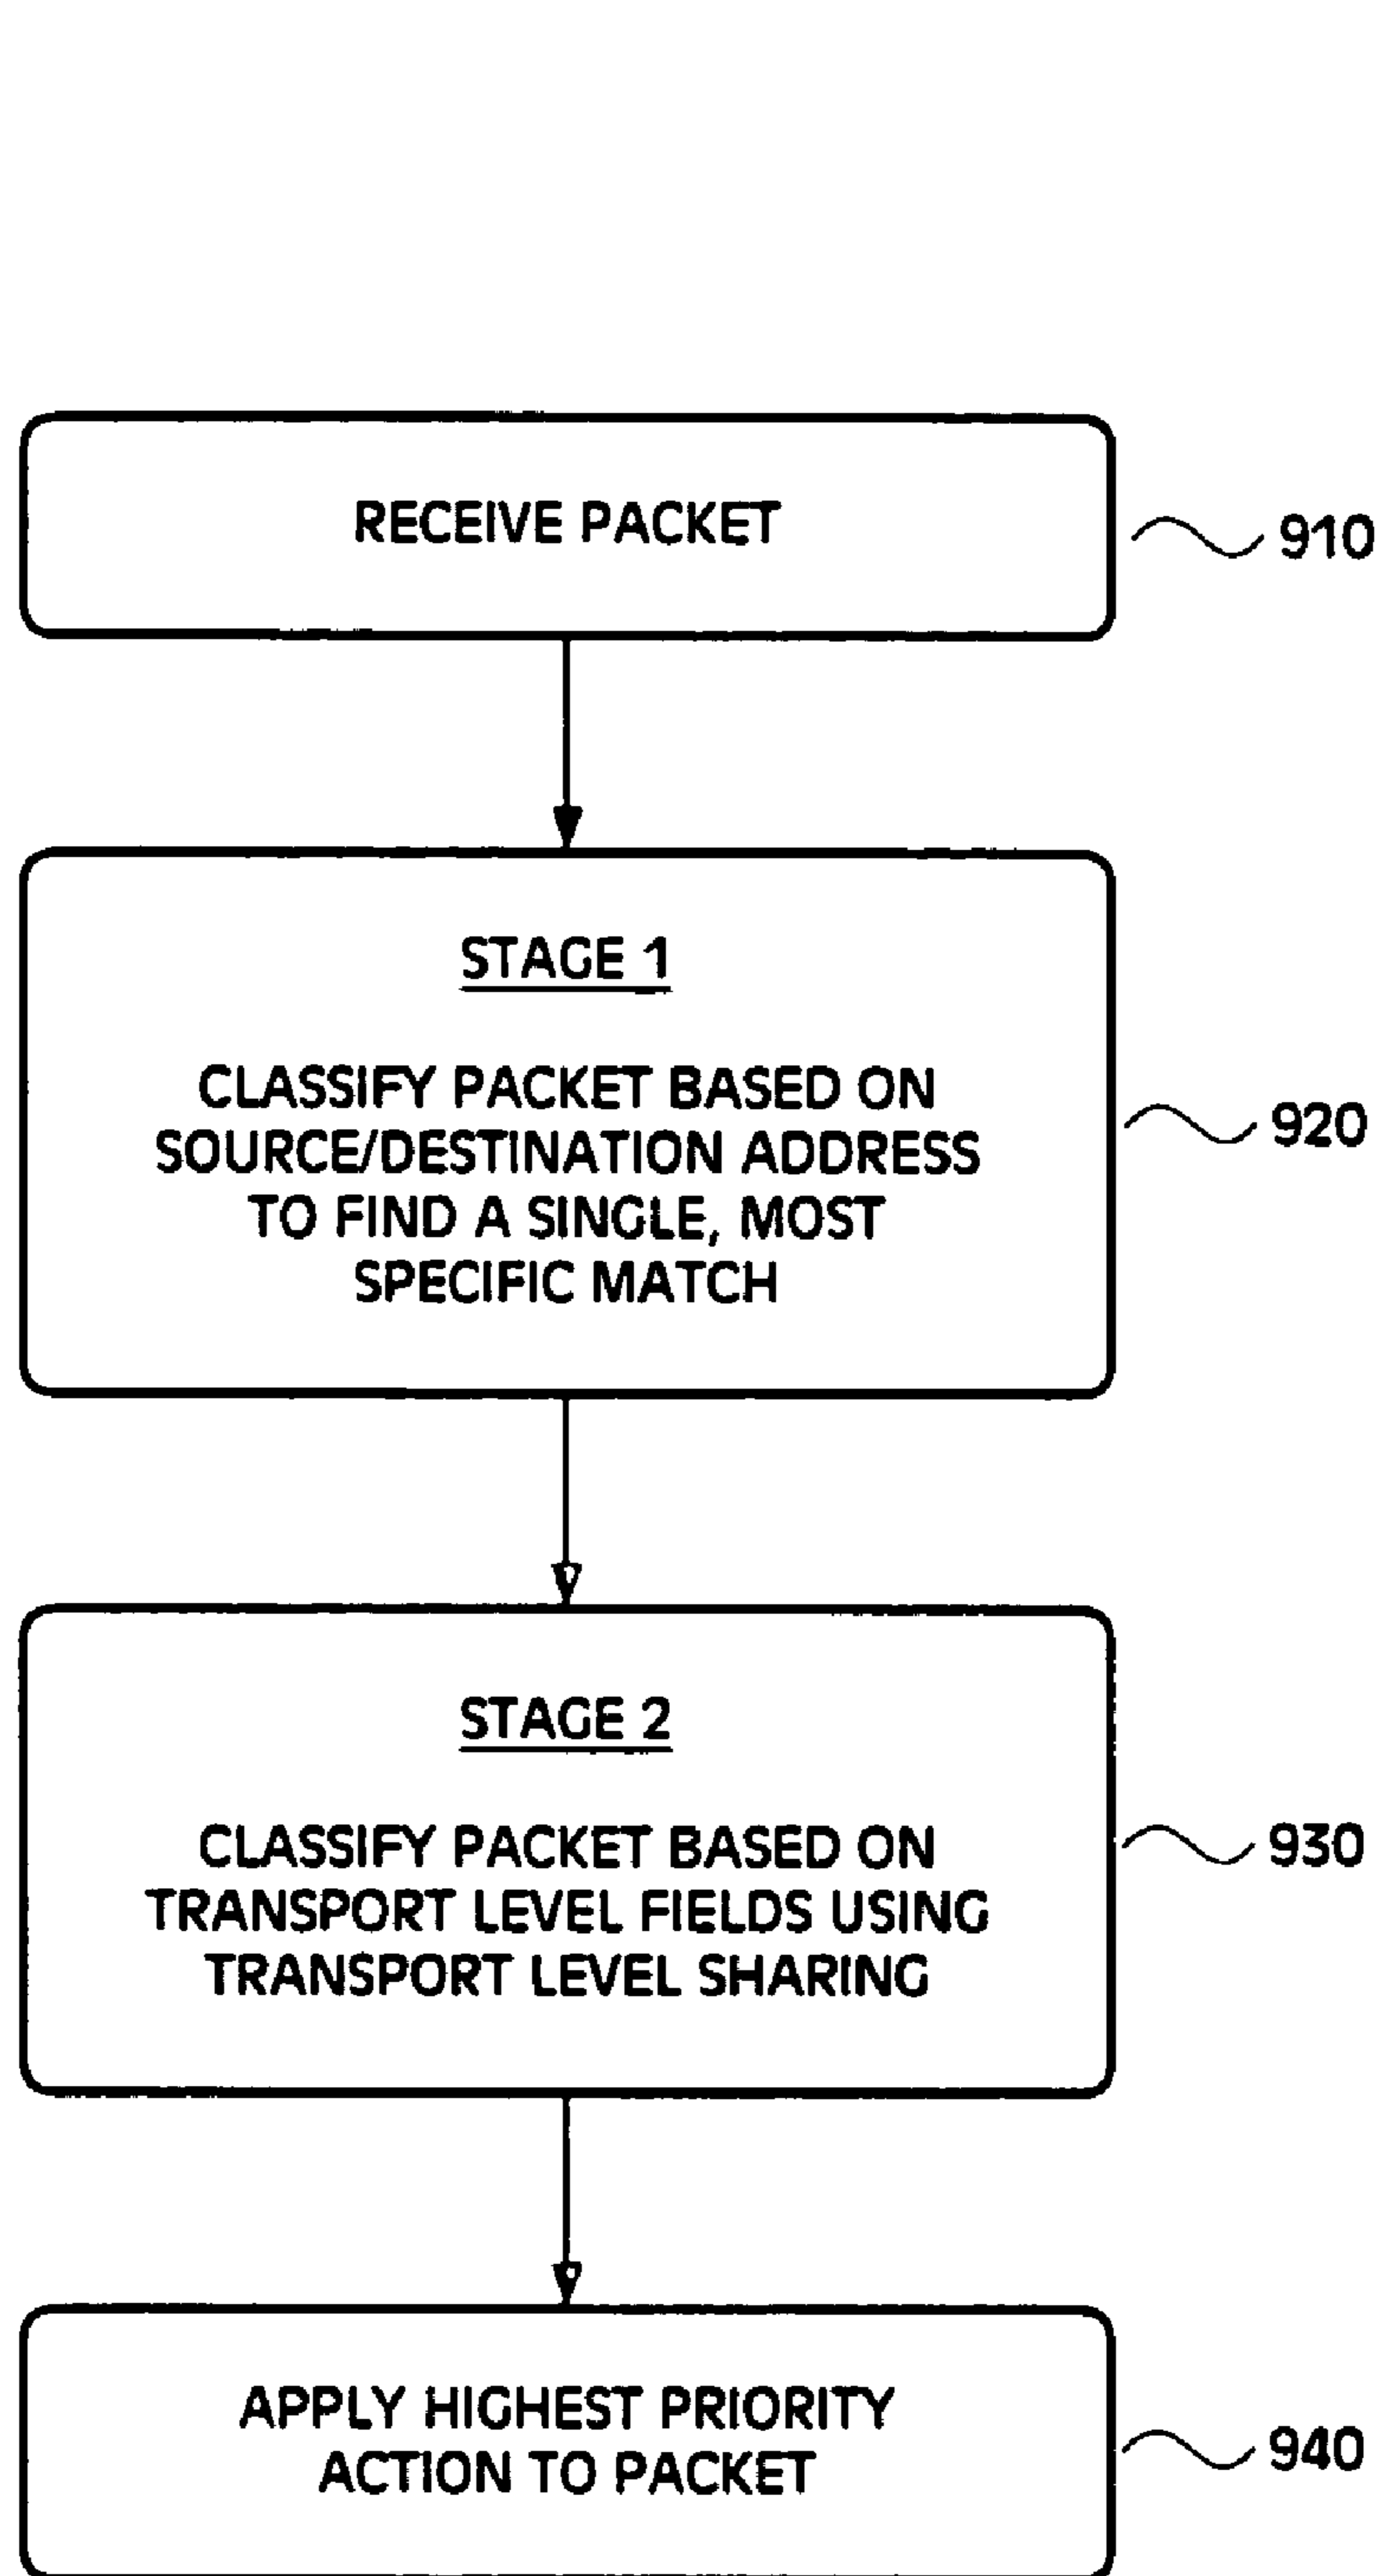 RECEIVE PACKET
910
STAGE 1
CLASSIFY PACKET BASED ON
SOURCE/DESTINATION ADDRESS
TO FIND A SINGLE, MOST
SPECIFIC MATCH
920
STAGE 2
CLASSIFY PACKET BASED ON
TRANSPORT LEVEL FIELDS USING
TRANSPORT LEVEL SHARING
930
APPLY HIGHEST PRIORITY
ACTION TO PACKET
940